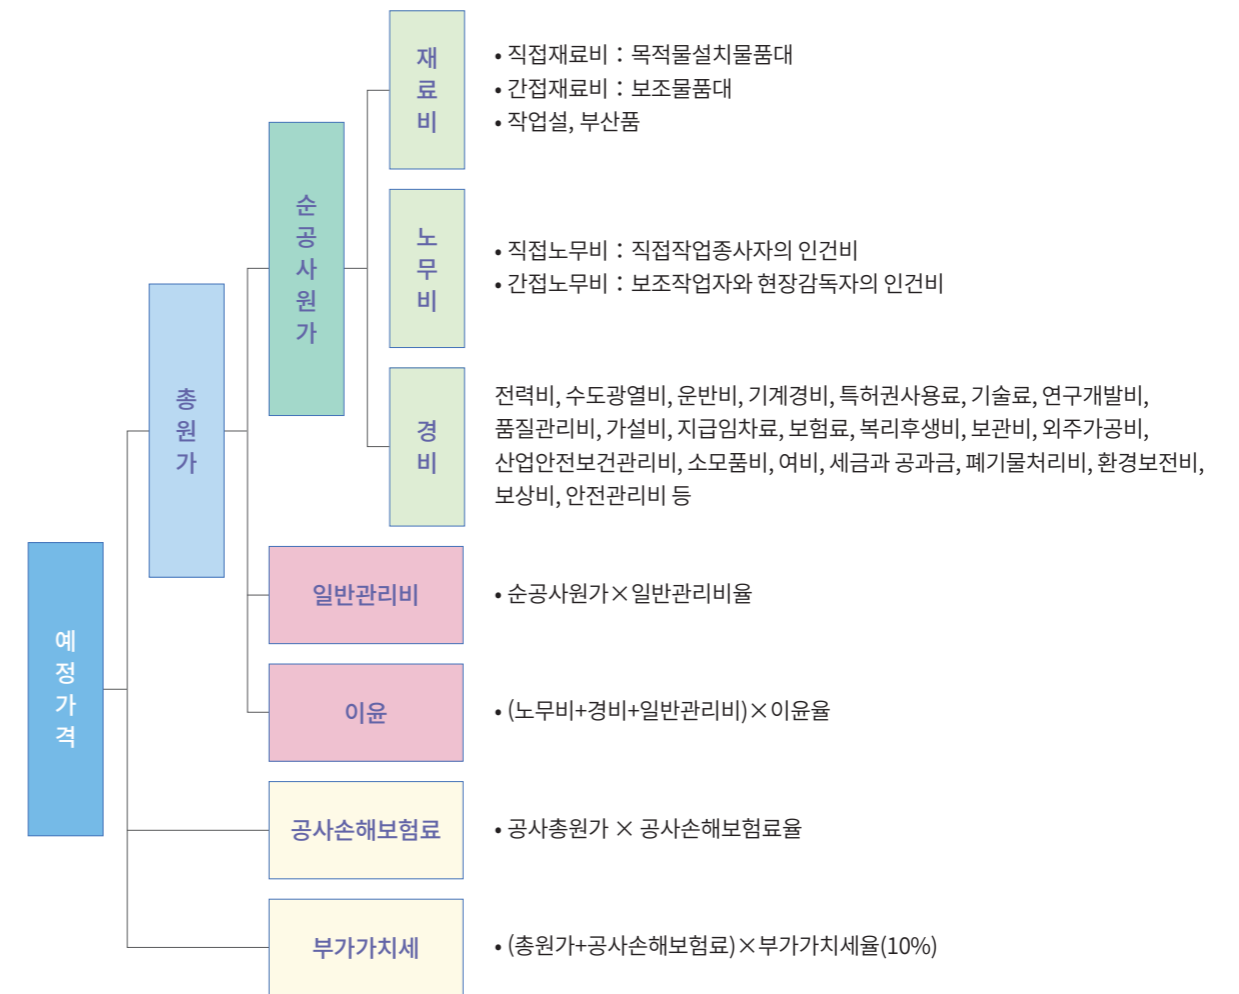 재료비
• 직접재료비 : 목적물설치물품대
• 간접재료비 : 보조물품대
• 작업설, 부산품
순공사원가
노무비
• 직접노무비 : 직접작업종사자의 인건비
• 간접노무비 : 보조작업자와 현장감독자의 인건비
총원가
경비
전력비, 수도광열비, 운반비, 기계경비, 특허권사용료, 기술료, 연구개발비,
품질관리비, 가설비, 지급임차료, 보험료, 복리후생비, 보관비, 외주가공비,
산업안전보건관리비, 소모품비, 여비, 세금과 공과금, 폐기물처리비, 환경보전비,
보상비, 안전관리비 등
일반관리비
• 순공사원가×일반관리비율
예정가격
이윤
• (노무비+경비+일반관리비)×이윤율
공사손해보험료
• 공사총원가 × 공사손해보험료율
부가가치세
• (총원가+공사손해보험료)×부가가치세율(10%)